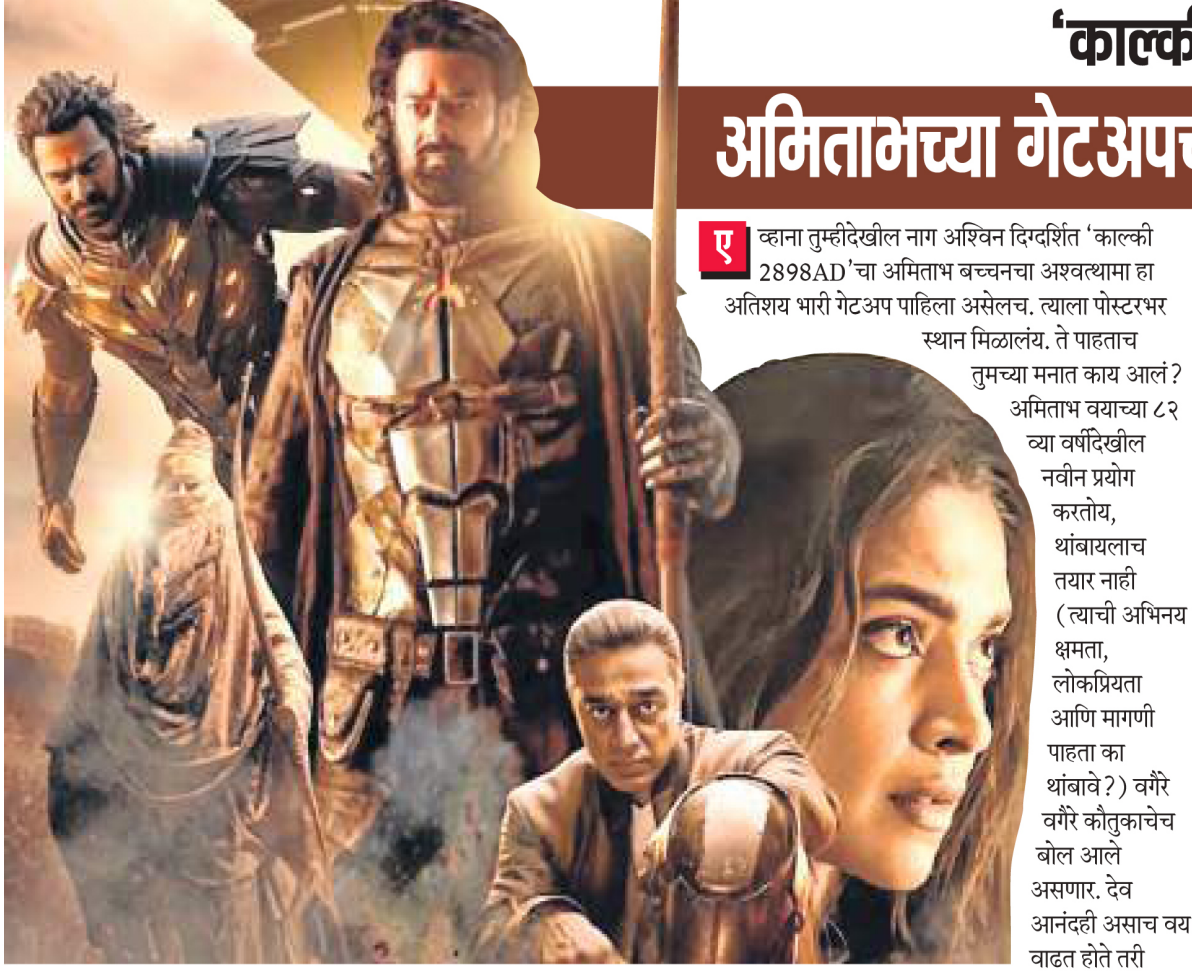 ‘काल्की
अमिताभच्या गेटअपच
एव्हाना तुम्हीदेखील नाग अश्विन दिग्दर्शित ‘काल्की
2898AD’चा अमिताभ बच्चनचा अश्वत्थामा हा
अतिशय भारी गेटअप पाहिला असेलच. त्याला पोस्टरभर
स्थान मिळालंय. ते पाहताच
तुमच्या मनात काय आलं?
अमिताभ वयाच्या ८२
व्या वर्षीदेखील
नवीन प्रयोग
करतोय,
थांबायलाच
तयार नाही
(त्याची अभिनय
क्षमता,
लोकप्रियता
आणि मागणी
पाहता का
थांबावे?) वगैरे
वगैरे कौतुकाचेच
बोल आले
असणार. देव
आनंदही असाच वय
वाढत होते तरी